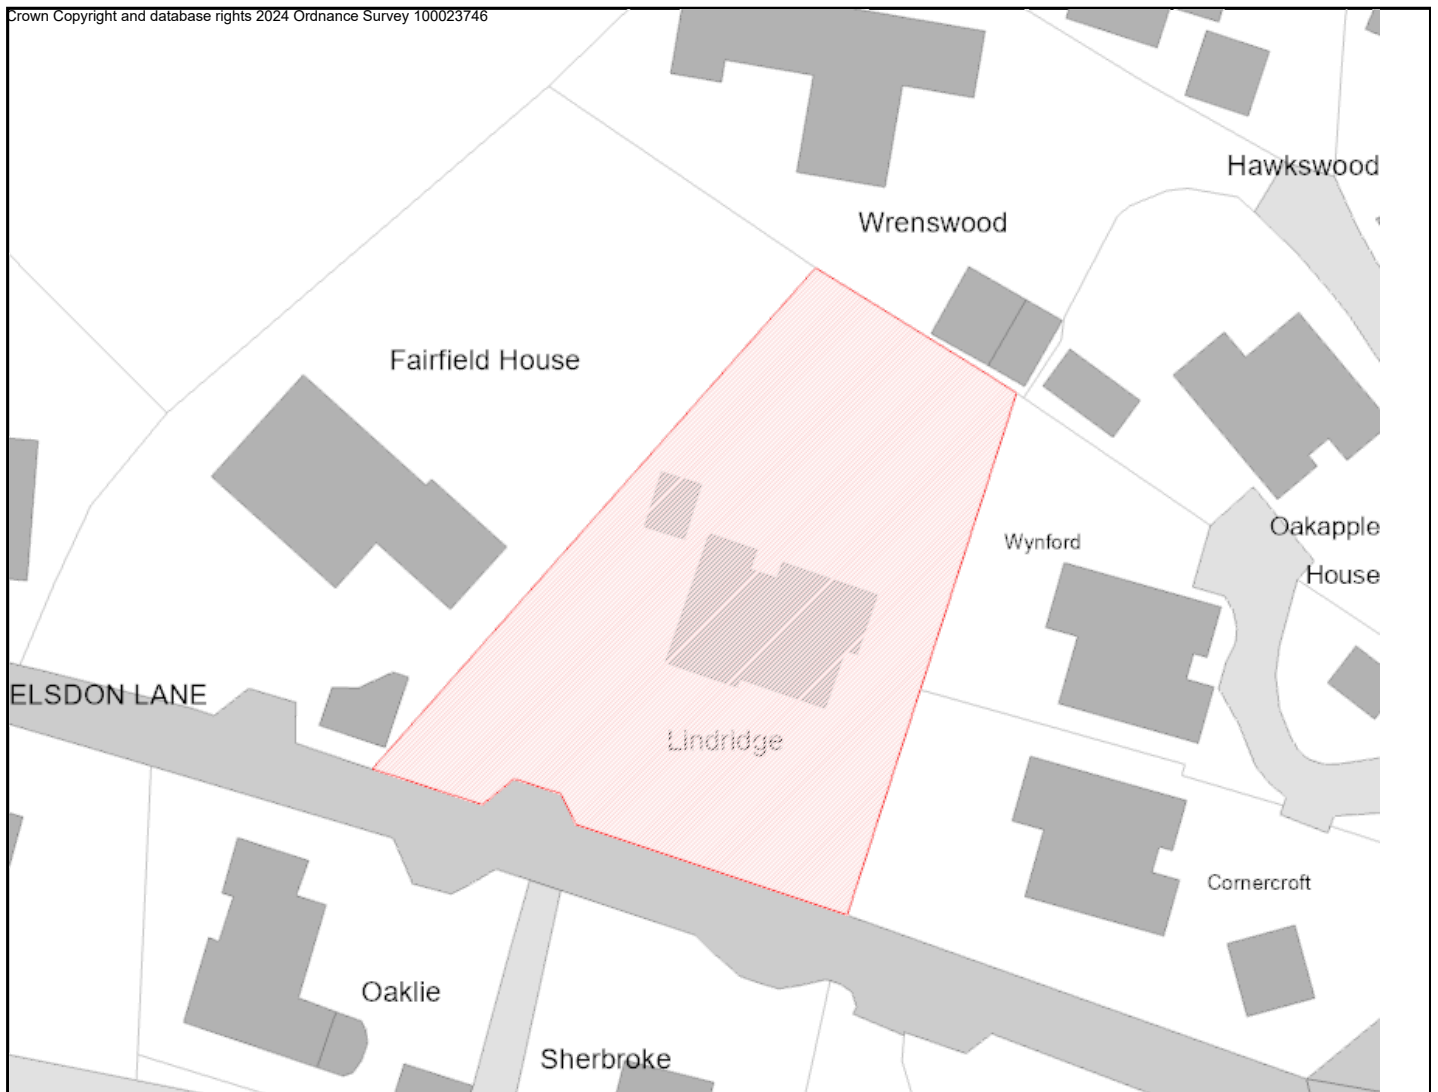 Crown Copyright and database rights 2024 Ordnance Survey 100023746
Hawkswood
Wrenswood
Fairfield House
Oakapple
House
Wynford
ELSDON LANE
Lindridge
Cornercroft
Oaklie
Sherbroke